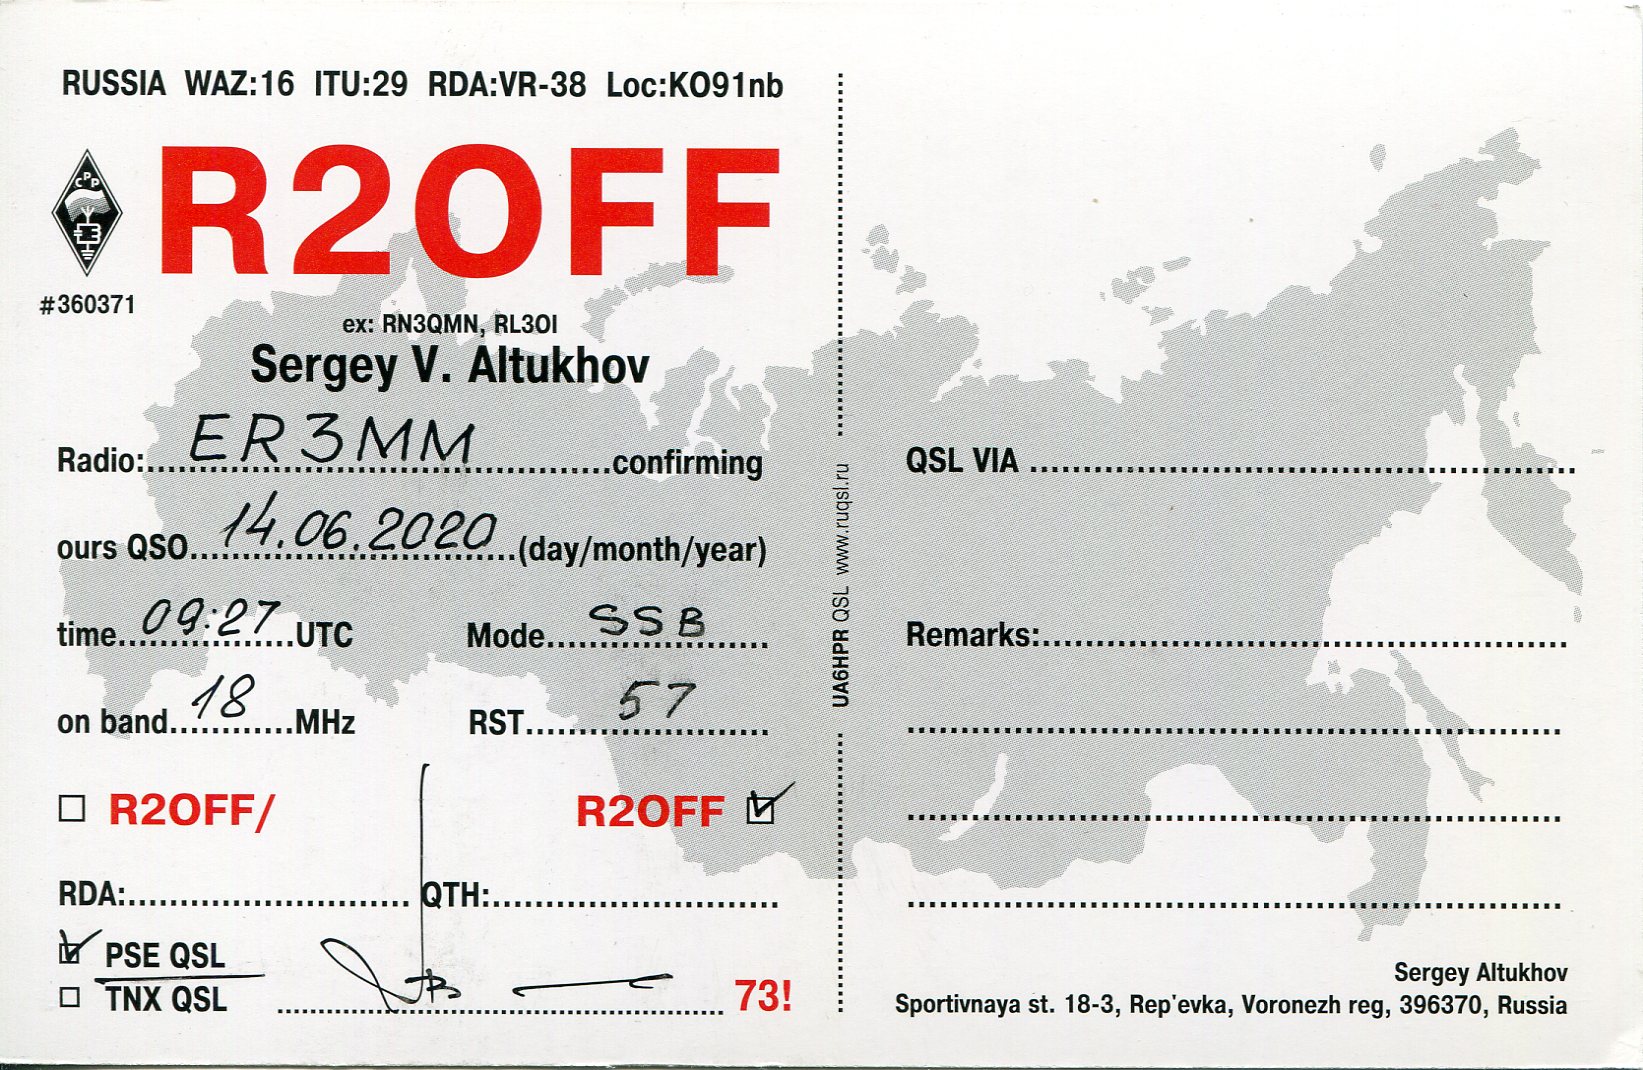 RUSSIA WAZ:16 ITU:29 RDA:VR-38 Loc:KO91nb
R2OFF
СРР
#360371
ex: RN3QMN, RL3OI
Sergey V. Altukhov
Radio: ER3MM confirming
ours QSO 14.06.2020 (day/month/year)
time 09:27 UTC Mode SSB
on band 18 MHz RST 57
R2OFF/ R2OFF
RDA: QTH:
PSE QSL
TNX QSL
73!
UA6HPR QSL www.ruqsl.ru
QSL VIA
Remarks:
Sergey Altukhov
Sportivnaya st. 18-3, Rep'evka, Voronezh reg, 396370, Russia